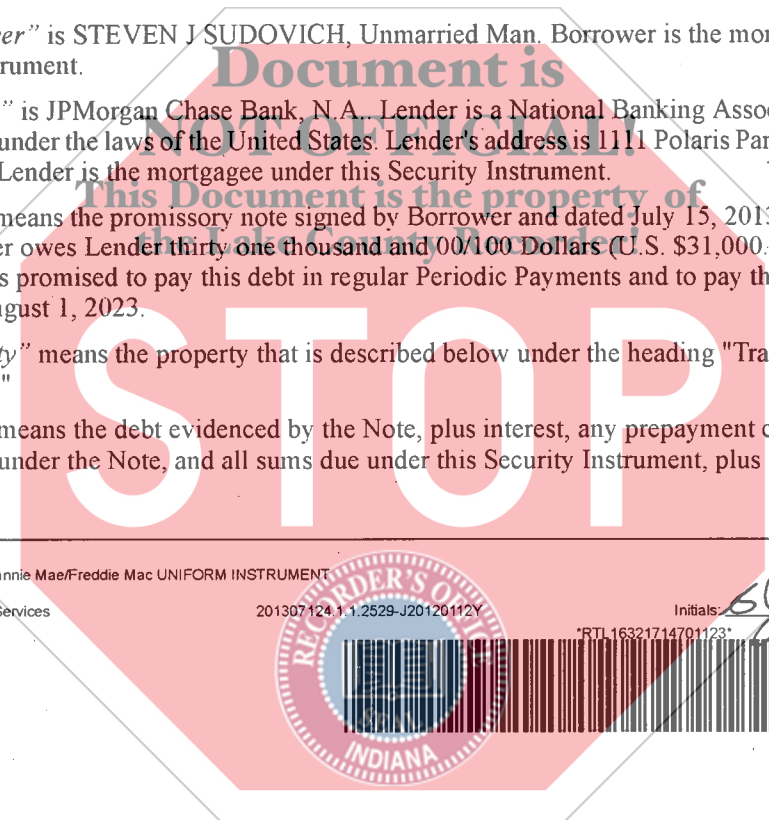 er” is STEVEN J SUDOVICH, Unmarried Man. Borrower is the mor
rument.
Document is
” is JPMorgan Chase Bank, N.A.. Lender is a National Banking Asso
NOT OFFICIAL!
under the laws of the United States. Lender's address is 1111 Polaris Par
Lender is the mortgagee under this Security Instrument.
This Document is the property of
means the promissory note signed by Borrower and dated July 15, 2013
the Lake County Recorder!
er owes Lender thirty one thousand and 00/100 Dollars (U.S. $31,000.
s promised to pay this debt in regular Periodic Payments and to pay th
gust 1, 2023.
STOP
ty” means the property that is described below under the heading "Tra
"
means the debt evidenced by the Note, plus interest, any prepayment c
under the Note, and all sums due under this Security Instrument, plus
nnie Mae/Freddie Mac UNIFORM INSTRUMENT
Services
201307124.1.1.2529-J20120112Y
Initials:
*RTL16321714701123*
RECORDER'S OFFICE
SEAL
INDIANA